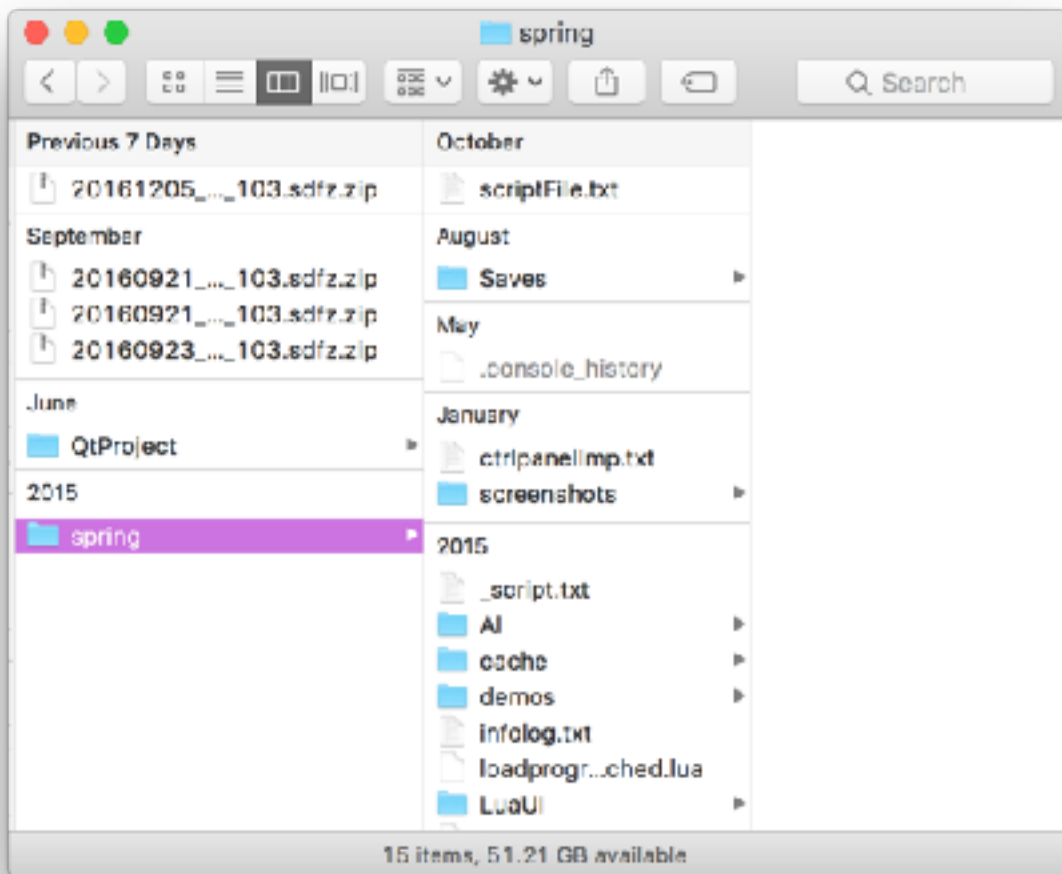 spring
Search
Previous 7 Days
20161205_..._103.sdfz.zip
September
20160921_..._103.sdfz.zip
20160921_..._103.sdfz.zip
20160923_..._103.sdfz.zip
June
QtProject
2015
spring
October
scriptFile.txt
August
Saves
May
.console_history
January
ctrlpanelimp.txt
screenshots
2015
_script.txt
AI
cache
demos
infolog.txt
loadprogr...ched.lua
LuaUI
15 items, 51.21 GB available